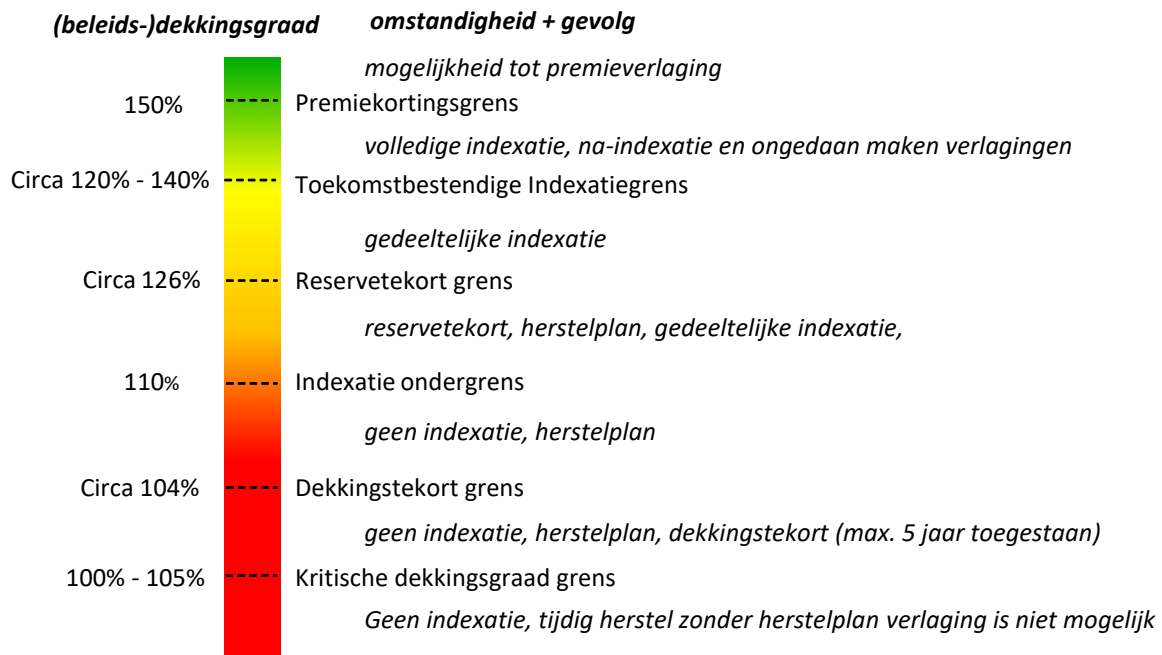 (beleids-)dekkingsgraad omstandigheid + gevolg
mogelijkheid tot premieverlaging
150% Premiekortingsgrens
volledige indexatie, na-indexatie en ongedaan maken verlagingen
Circa 120% - 140% Toekomstbestendige Indexatiegrens
gedeeltelijke indexatie
Circa 126% Reservetekort grens
reservetekort, herstelplan, gedeeltelijke indexatie,
110% Indexatie ondergrens
geen indexatie, herstelplan
Circa 104% Dekkingstekort grens
geen indexatie, herstelplan, dekkingstekort (max. 5 jaar toegestaan)
100% - 105% Kritische dekkingsgraad grens
Geen indexatie, tijdig herstel zonder herstelplan verlaging is niet mogelijk